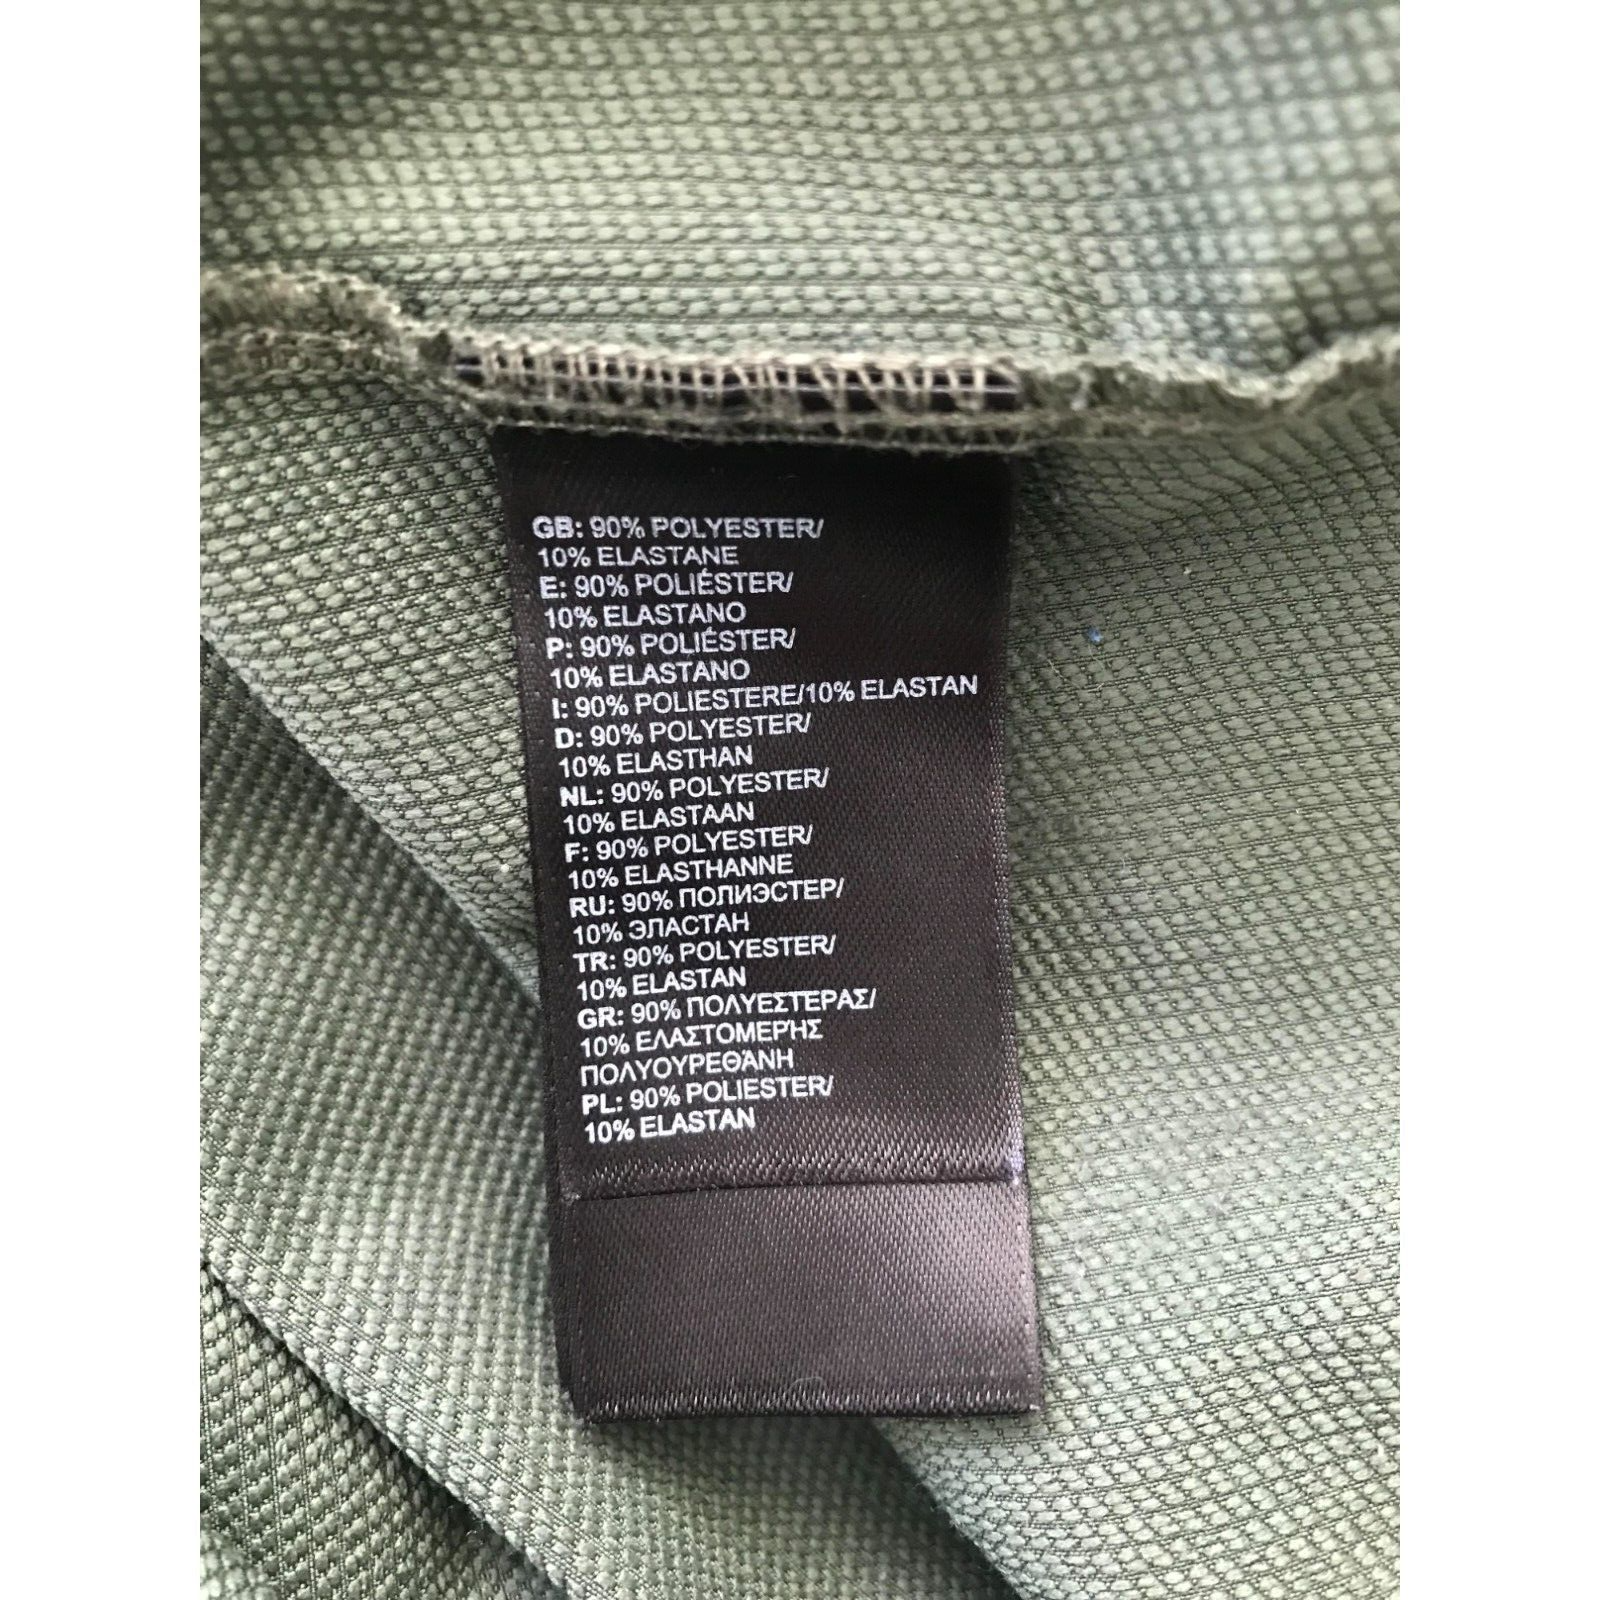 GB: 90% POLYESTER/
10% ELASTANE
E: 90% POLIÉSTER/
10% ELASTANO
P: 90% POLIÉSTER/
10% ELASTANO
I: 90% POLIESTERE/10% ELASTAN
D: 90% POLYESTER/
10% ELASTHAN
NL: 90% POLYESTER/
10% ELASTAAN
F: 90% POLYESTER/
10% ELASTHANNE
RU: 90% ПОЛИЭСТЕР/
10% ЭЛАСТАН
TR: 90% POLYESTER/
10% ELASTAN
GR: 90% ΠΟΛΥΕΣΤΕΡΑΣ/
10% ΕΛΑΣΤΟΜΕΡΉΣ
ΠΟΛΥΟΥΡΕΘΆΝΗ
PL: 90% POLIESTER/
10% ELASTAN